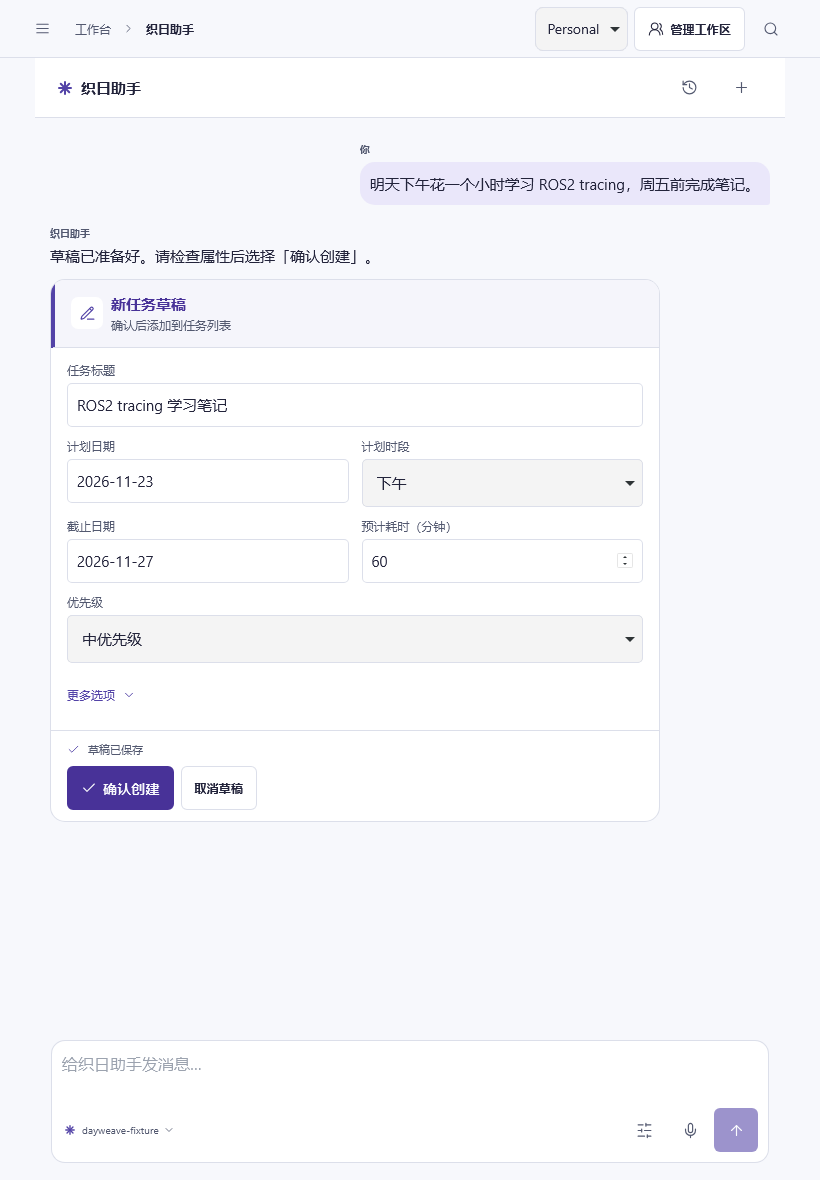 工作台 > 织日助手
Personal
管理工作区
织日助手
你
明天下午花一个小时学习 ROS2 tracing，周五前完成笔记。
织日助手
草稿已准备好。请检查属性后选择「确认创建」。
新任务草稿
确认后添加到任务列表
任务标题
ROS2 tracing 学习笔记
计划日期
计划时段
2026-11-23
下午
截止日期
预计耗时（分钟）
2026-11-27
60
优先级
中优先级
更多选项
草稿已保存
确认创建
取消草稿
给织日助手发消息...
dayweave-fixture